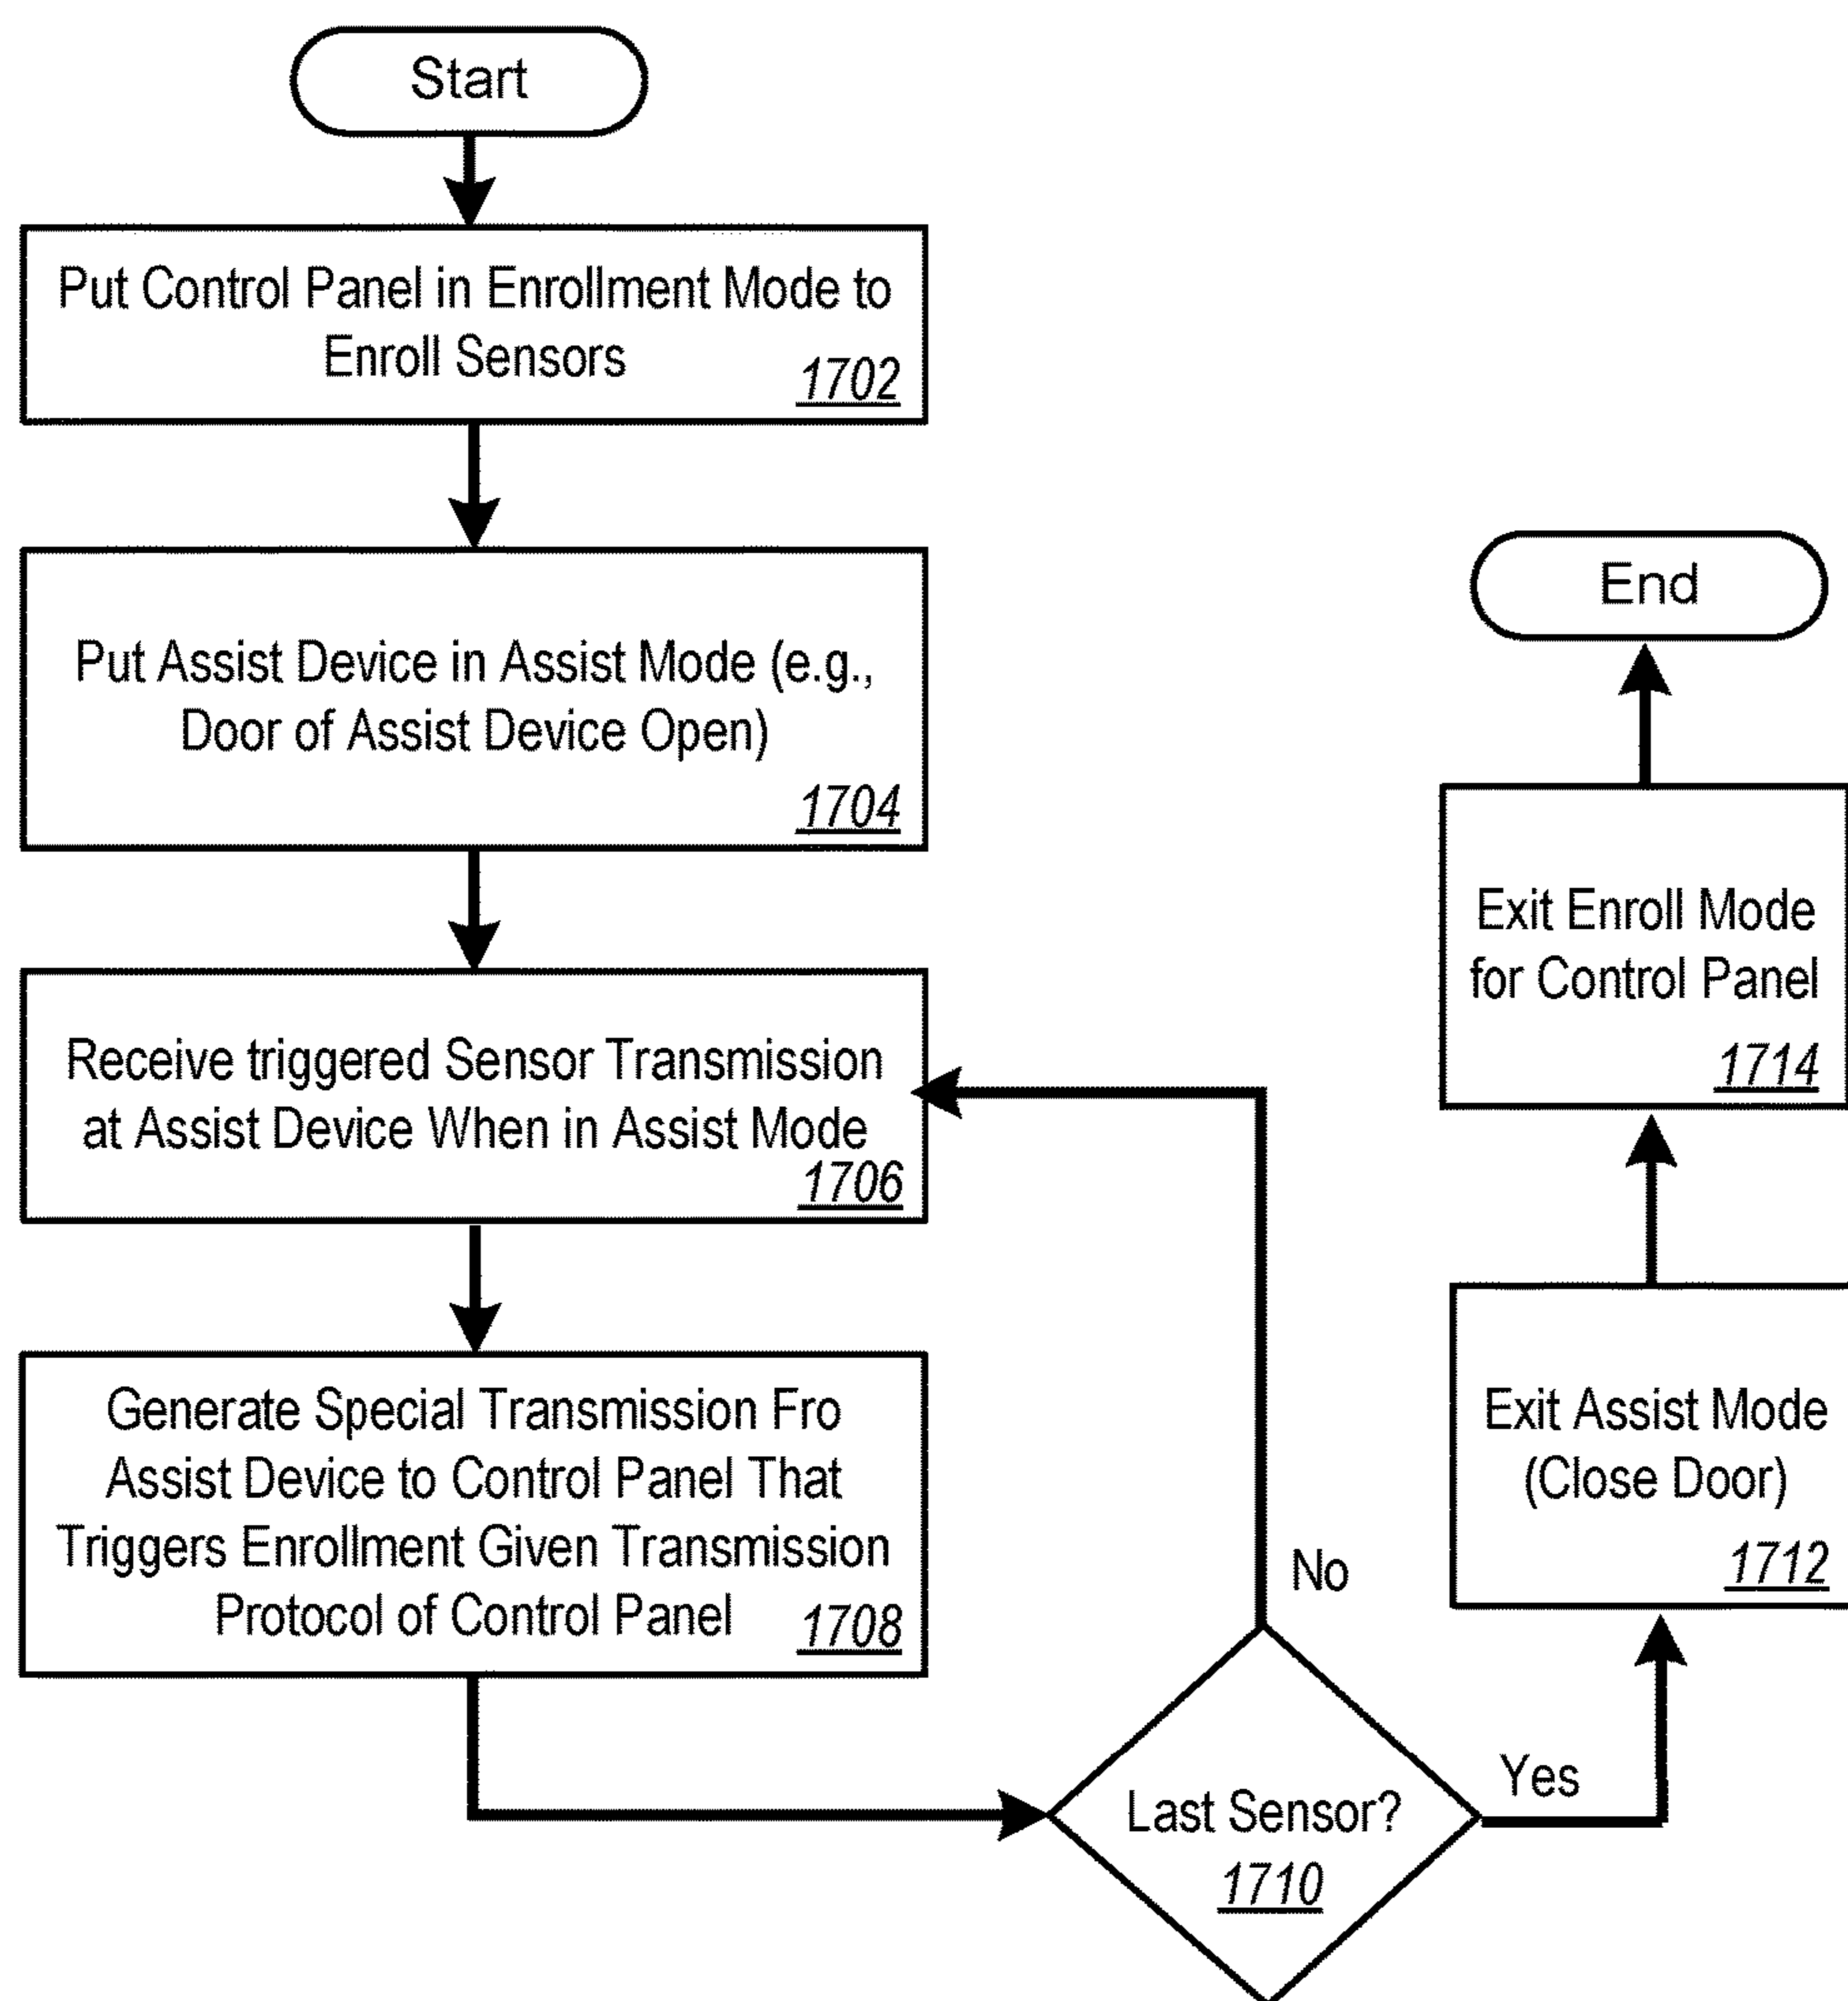 Start
Put Control Panel in Enrollment Mode to
Enroll Sensors
1702
Put Assist Device in Assist Mode (e.g.,
Door of Assist Device Open)
1704
Receive triggered Sensor Transmission
at Assist Device When in Assist Mode
1706
Generate Special Transmission Fro
Assist Device to Control Panel That
Triggers Enrollment Given Transmission
Protocol of Control Panel
1708
Last Sensor?
1710
No
Yes
Exit Assist Mode
(Close Door)
1712
Exit Enroll Mode
for Control Panel
1714
End